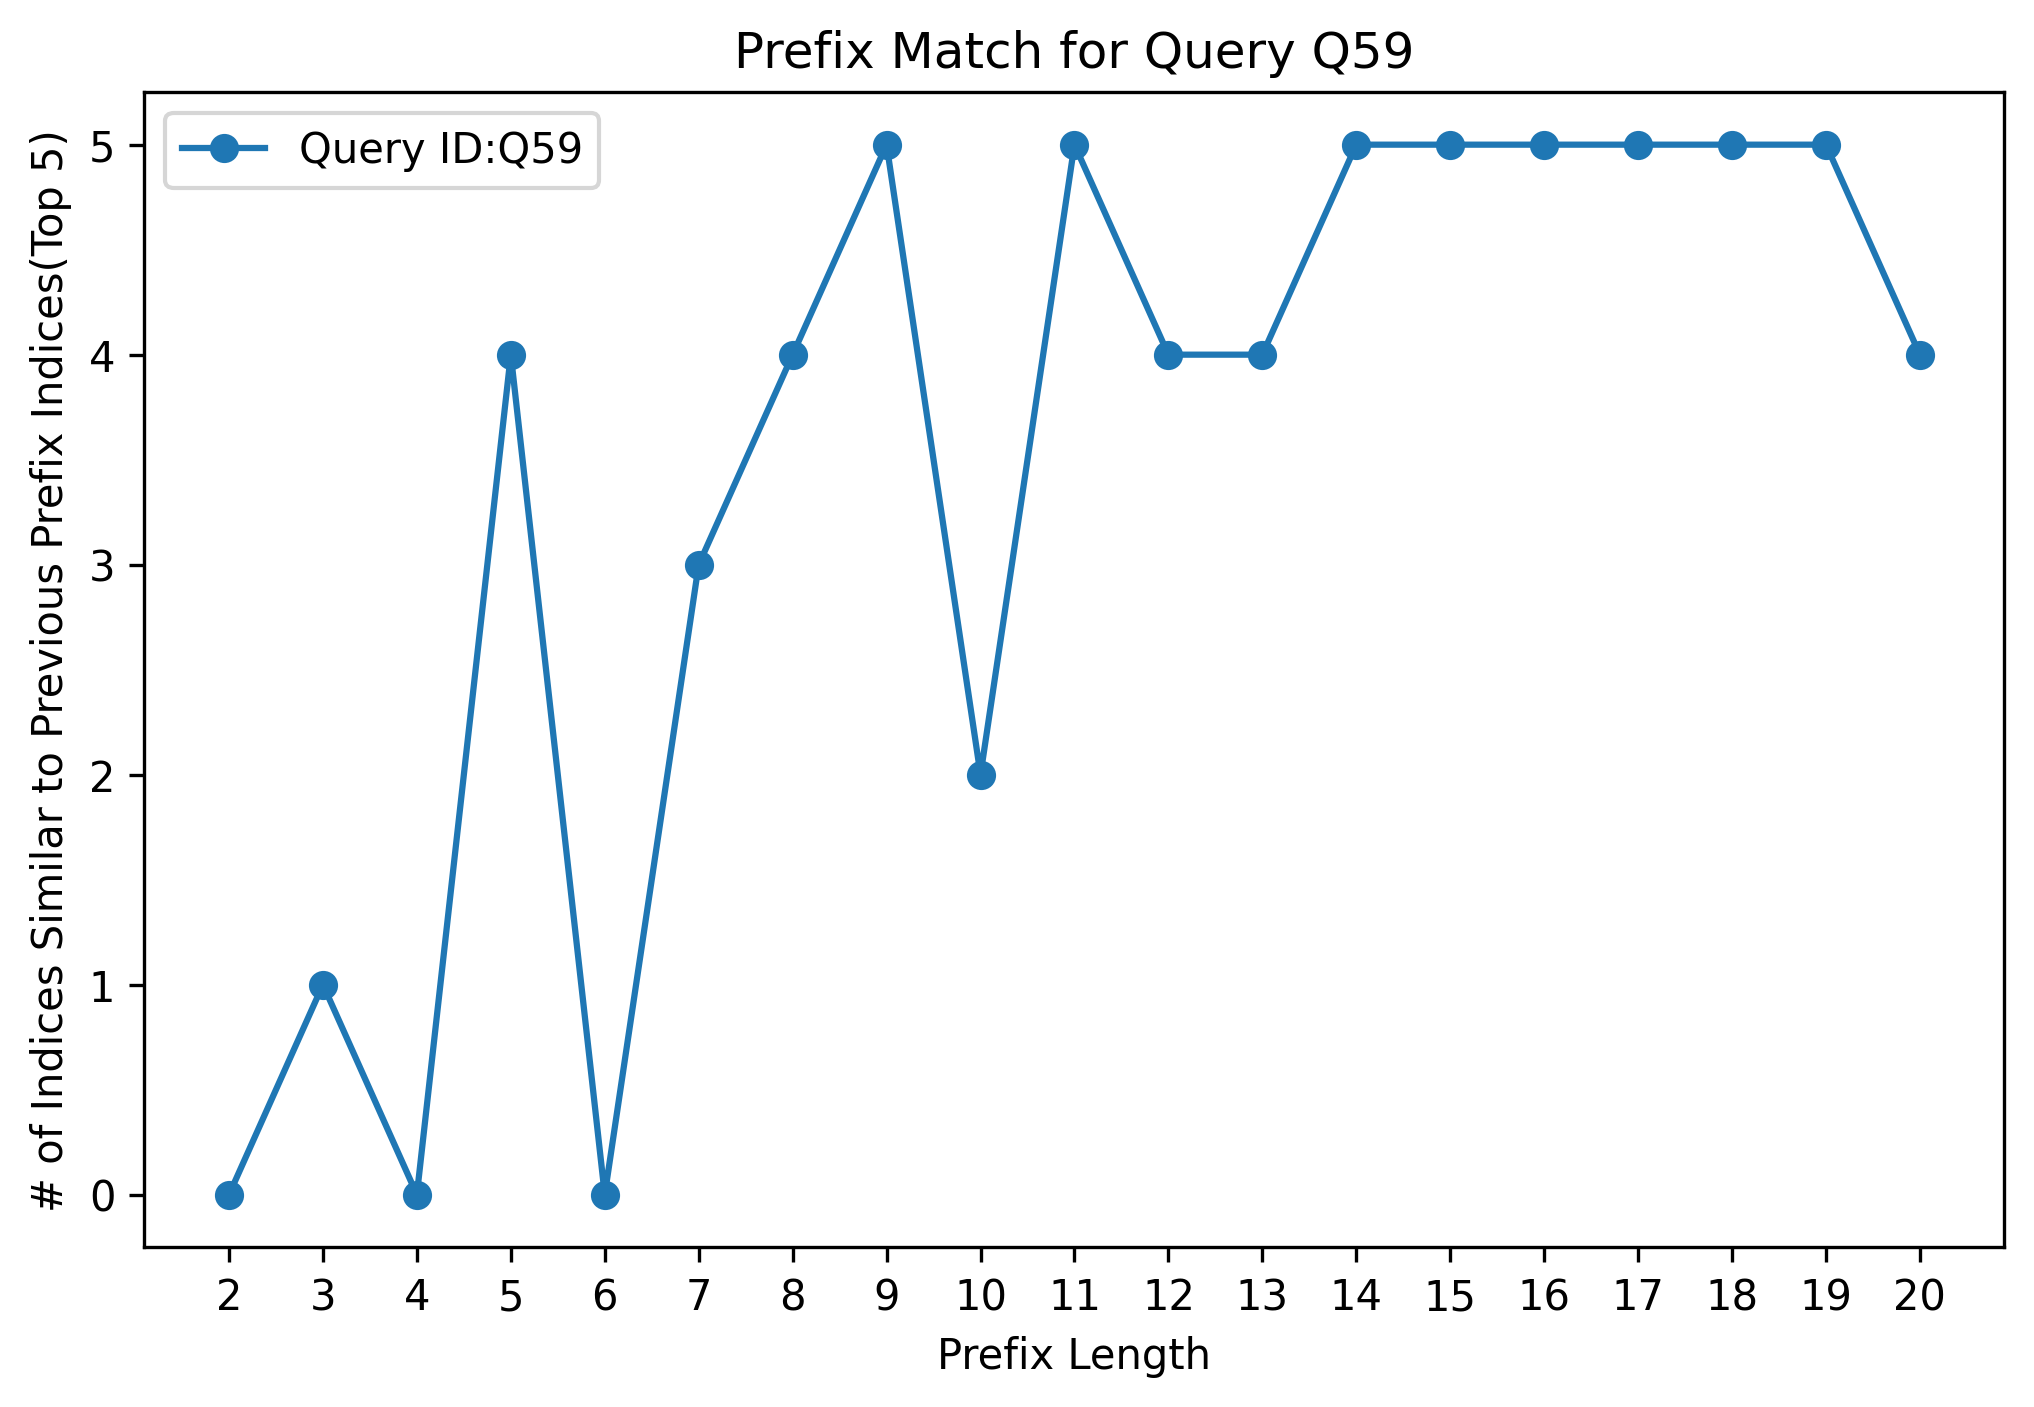 Prefix Match for Query Q59
Query ID:Q59
# of Indices Similar to Previous Prefix Indices(Top 5)
5
4
3
2
1
0
2 3 4 5 6 7 8 9 10 11 12 13 14 15 16 17 18 19 20
Prefix Length